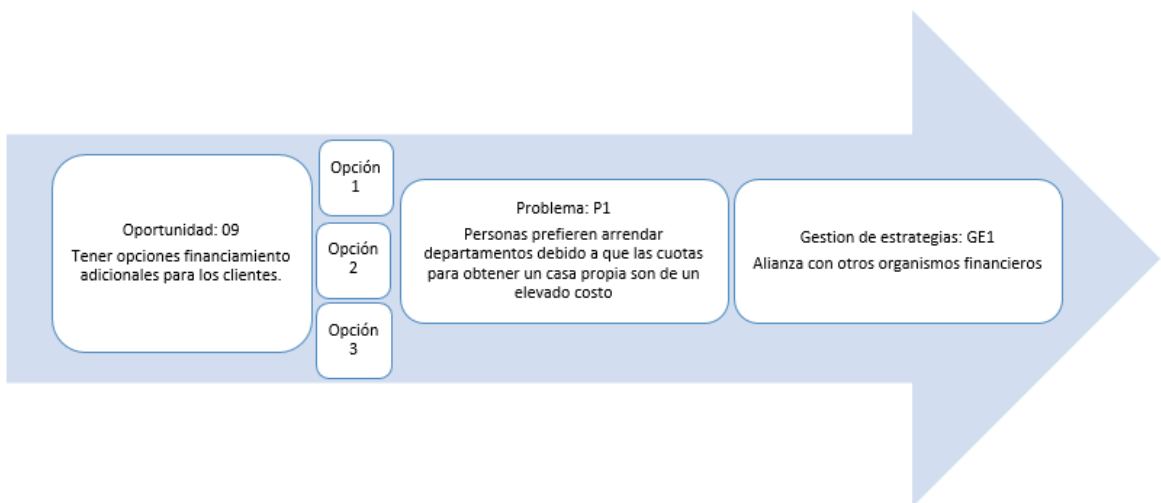 Oportunidad: 09
Tener opciones financiamiento
adicionales para los clientes.
Opción
1
Opción
2
Opción
3
Problema: P1
Personas prefieren arrendar
departamentos debido a que las cuotas
para obtener un casa propia son de un
elevado costo
Gestion de estrategias: GE1
Alianza con otros organismos financieros